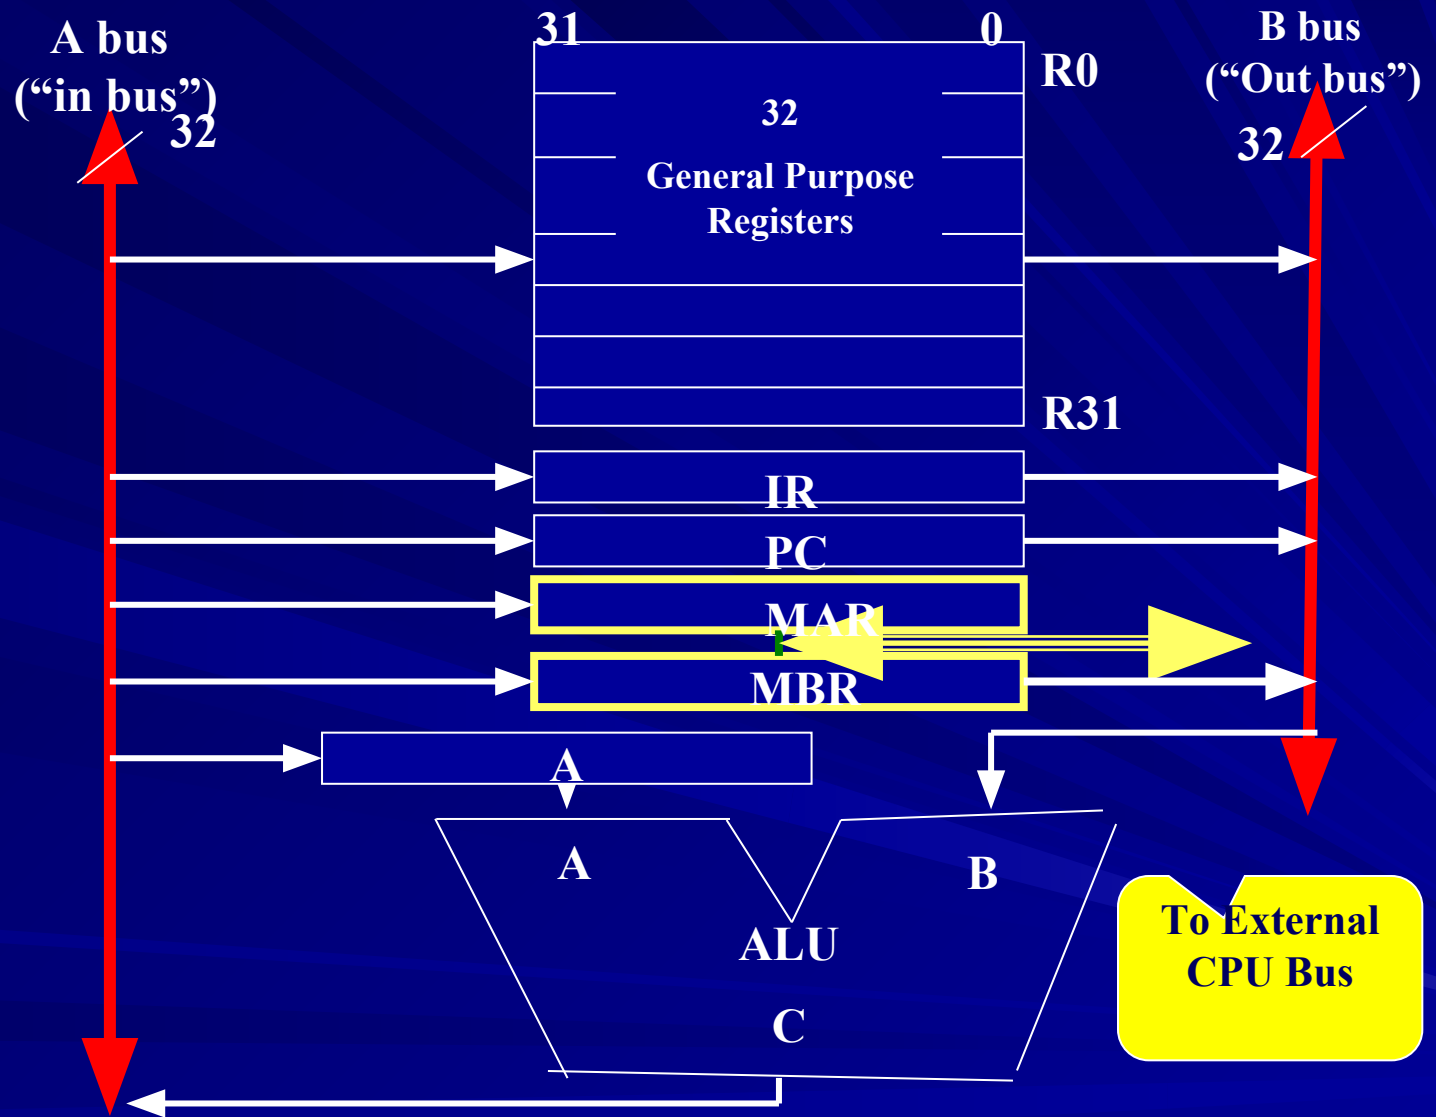 A bus
(“in bus”)
32
31
0
R0
B bus
(“Out bus”)
32
32
General Purpose
Registers
R31
IR
PC
MAR
MBR
A
A
B
ALU
C
To External
CPU Bus